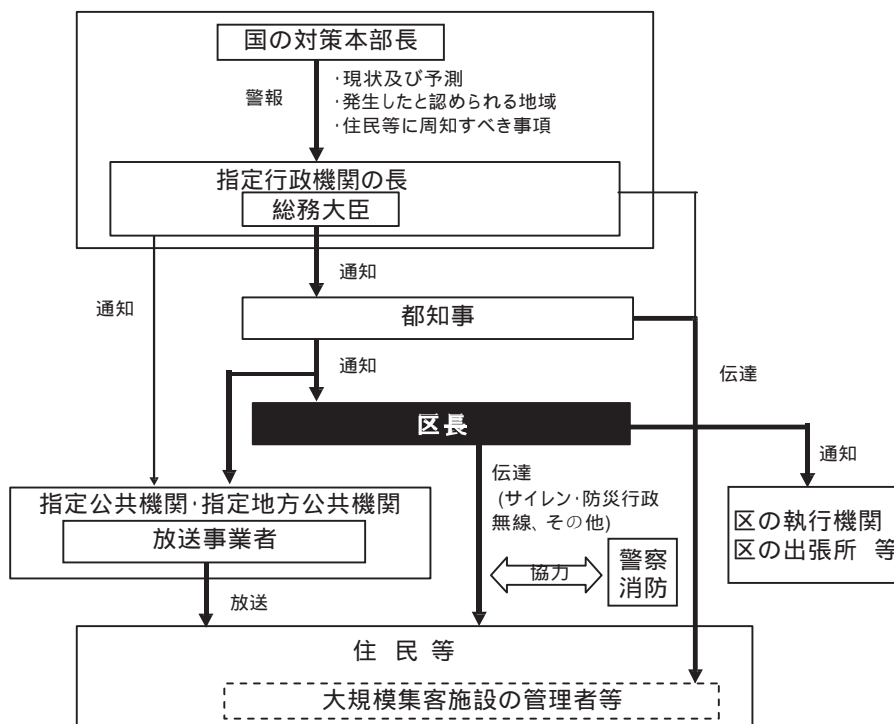 国の対策本部長
警報
･現状及び予測
･発生したと認められる地域
･住民等に周知すべき事項
指定行政機関の長
総務大臣
通知
通知
都知事
通知
伝達
区長
通知
伝達
(サイレン･防災行政
無線、その他)
指定公共機関･指定地方公共機関
放送事業者
区の執行機関
区の出張所 等
協力
警察
消防
放送
住 民 等
大規模集客施設の管理者等